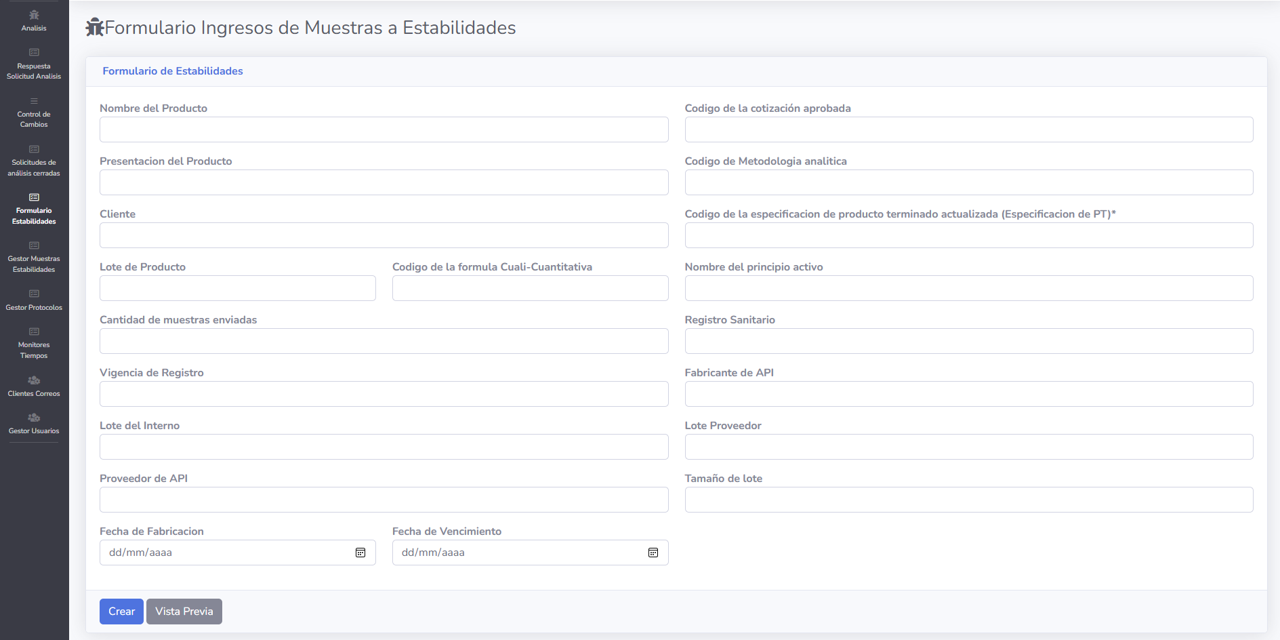 Analisis
Respuesta
Solicitud Analisis
Control de
Cambios
Solicitudes de
análisis cerradas
Formulario
Estabilidades
Gestor Muestras
Estabilidades
Gestor Protocolos
Monitores
Tiempos
Clientes Correos
Gestor Usuarios
Formulario Ingresos de Muestras a Estabilidades
Formulario de Estabilidades
Nombre del Producto
Codigo de la cotización aprobada
Presentacion del Producto
Codigo de Metodologia analitica
Cliente
Codigo de la especificacion de producto terminado actualizada (Especificacion de PT)*
Lote de Producto
Codigo de la formula Cuali-Cuantitativa
Nombre del principio activo
Cantidad de muestras enviadas
Registro Sanitario
Vigencia de Registro
Fabricante de API
Lote del Interno
Lote Proveedor
Proveedor de API
Tamaño de lote
Fecha de Fabricacion
Fecha de Vencimiento
dd/mm/aaaa
dd/mm/aaaa
Crear
Vista Previa